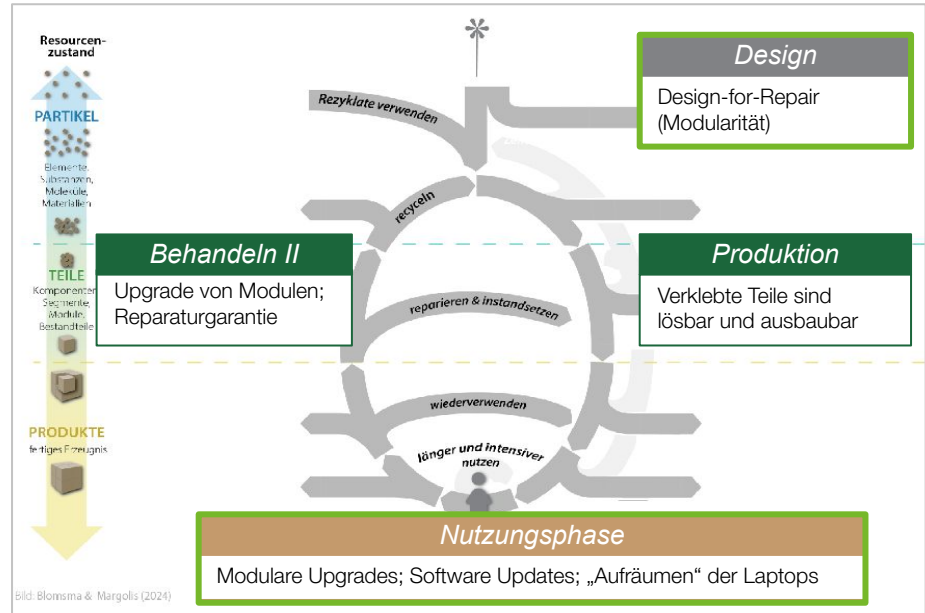 Resourcen-
zustand
PARTIKEL
Elemente,
Substanzen,
Moleküle,
Materialien
TEILE
Komponenten
Segmente,
Module,
Bestandteile
PRODUKTE
fertiges Erzeugnis
Rezyklate verwenden
recyceln
reparieren & instandsetzen
wiederverwenden
länger und intensiver
nutzen
Design
Design-for-Repair
(Modularität)
Behandeln II
Upgrade von Modulen;
Reparaturgarantie
Produktion
Verklebte Teile sind
lösbar und ausbaubar
Nutzungsphase
Modulare Upgrades; Software Updates; „Aufräumen“ der Laptops
Bild: Blomsma & Margolis (2024)